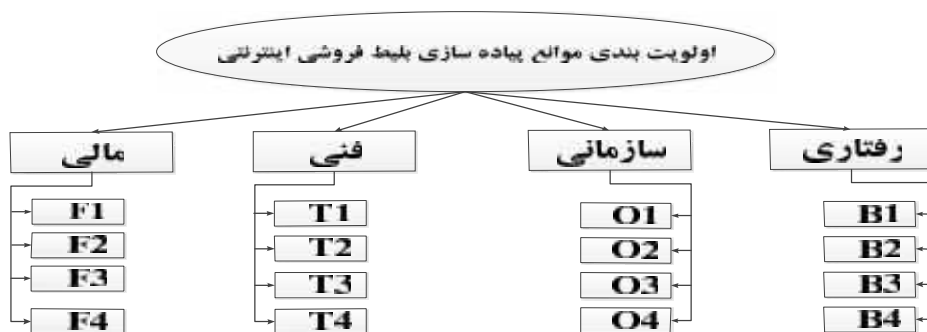 اولویت بندی موانع پیاده سازی بلیط فروشی اینترنتی
رفتاری
سازمانی
فنی
مالی
B1
B2
B3
B4
O1
O2
O3
O4
T1
T2
T3
T4
F1
F2
F3
F4